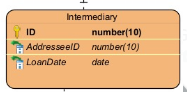 Intermediary
ID number(10)
AddresseeID number(10)
LoanDate date